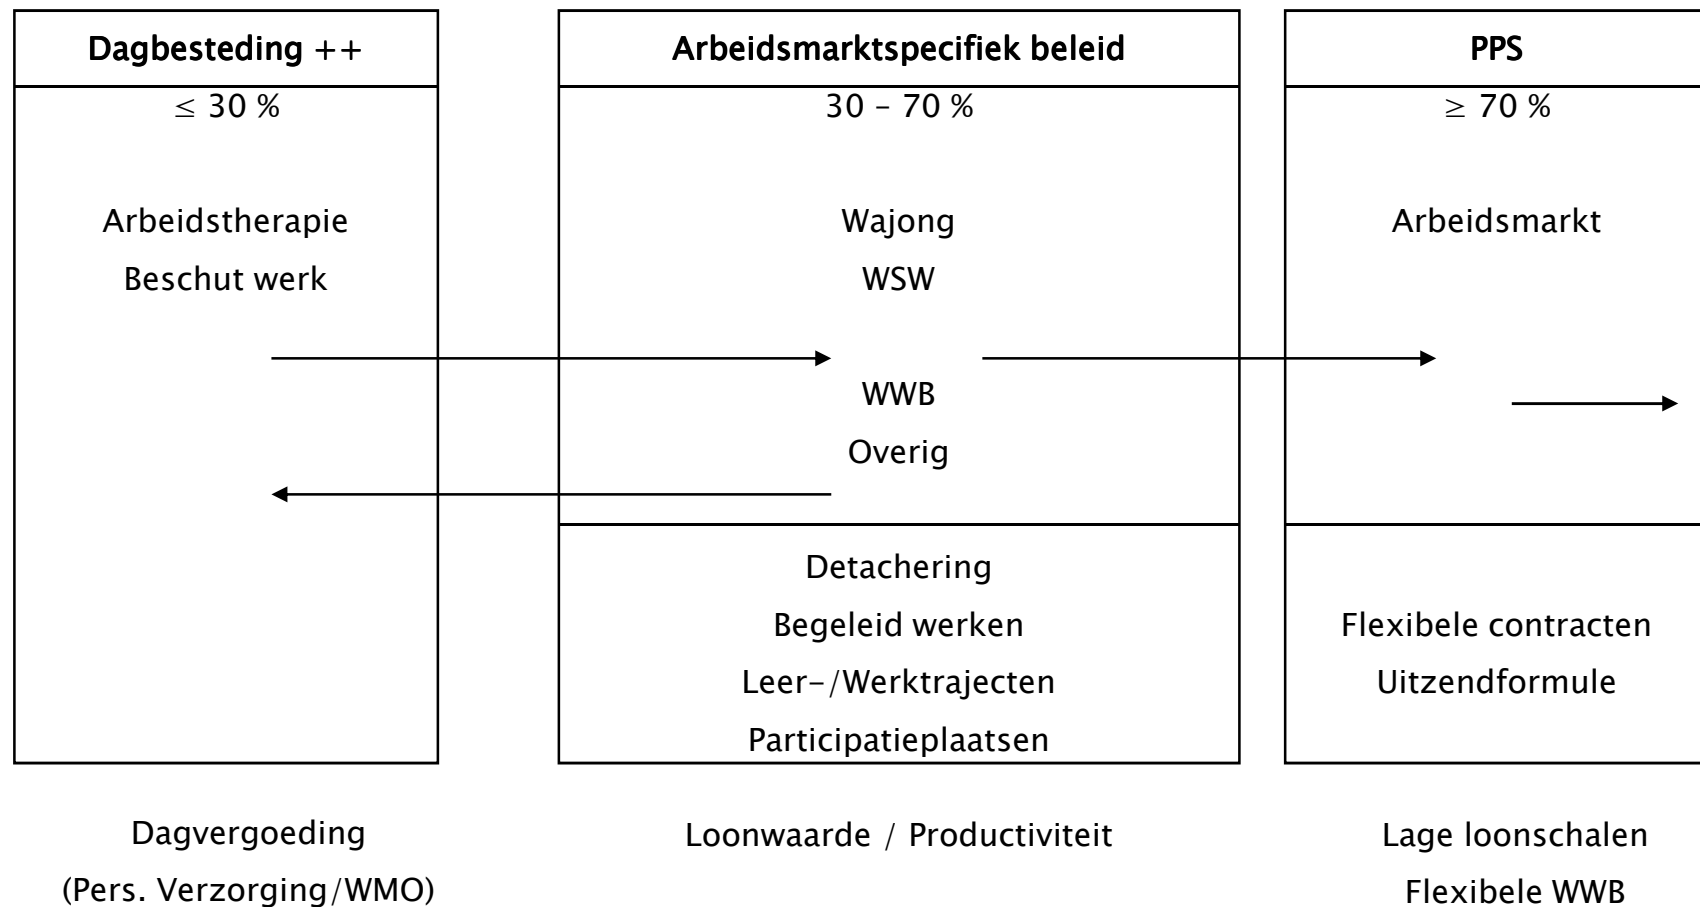 Dagbesteding ++
≤ 30 %
Arbeidstherapie
Beschut werk
Dagvergoeding
(Pers. Verzorging/WMO)
Arbeidsmarktspecifiek beleid
30 – 70 %
Wajong
WSW
WWB
Overig
Detachering
Begeleid werken
Leer-/Werktrajecten
Participatieplaatsen
Loonwaarde / Productiviteit
PPS
≥ 70 %
Arbeidsmarkt
Flexibele contracten
Uitzendformule
Lage loonschalen
Flexibele WWB